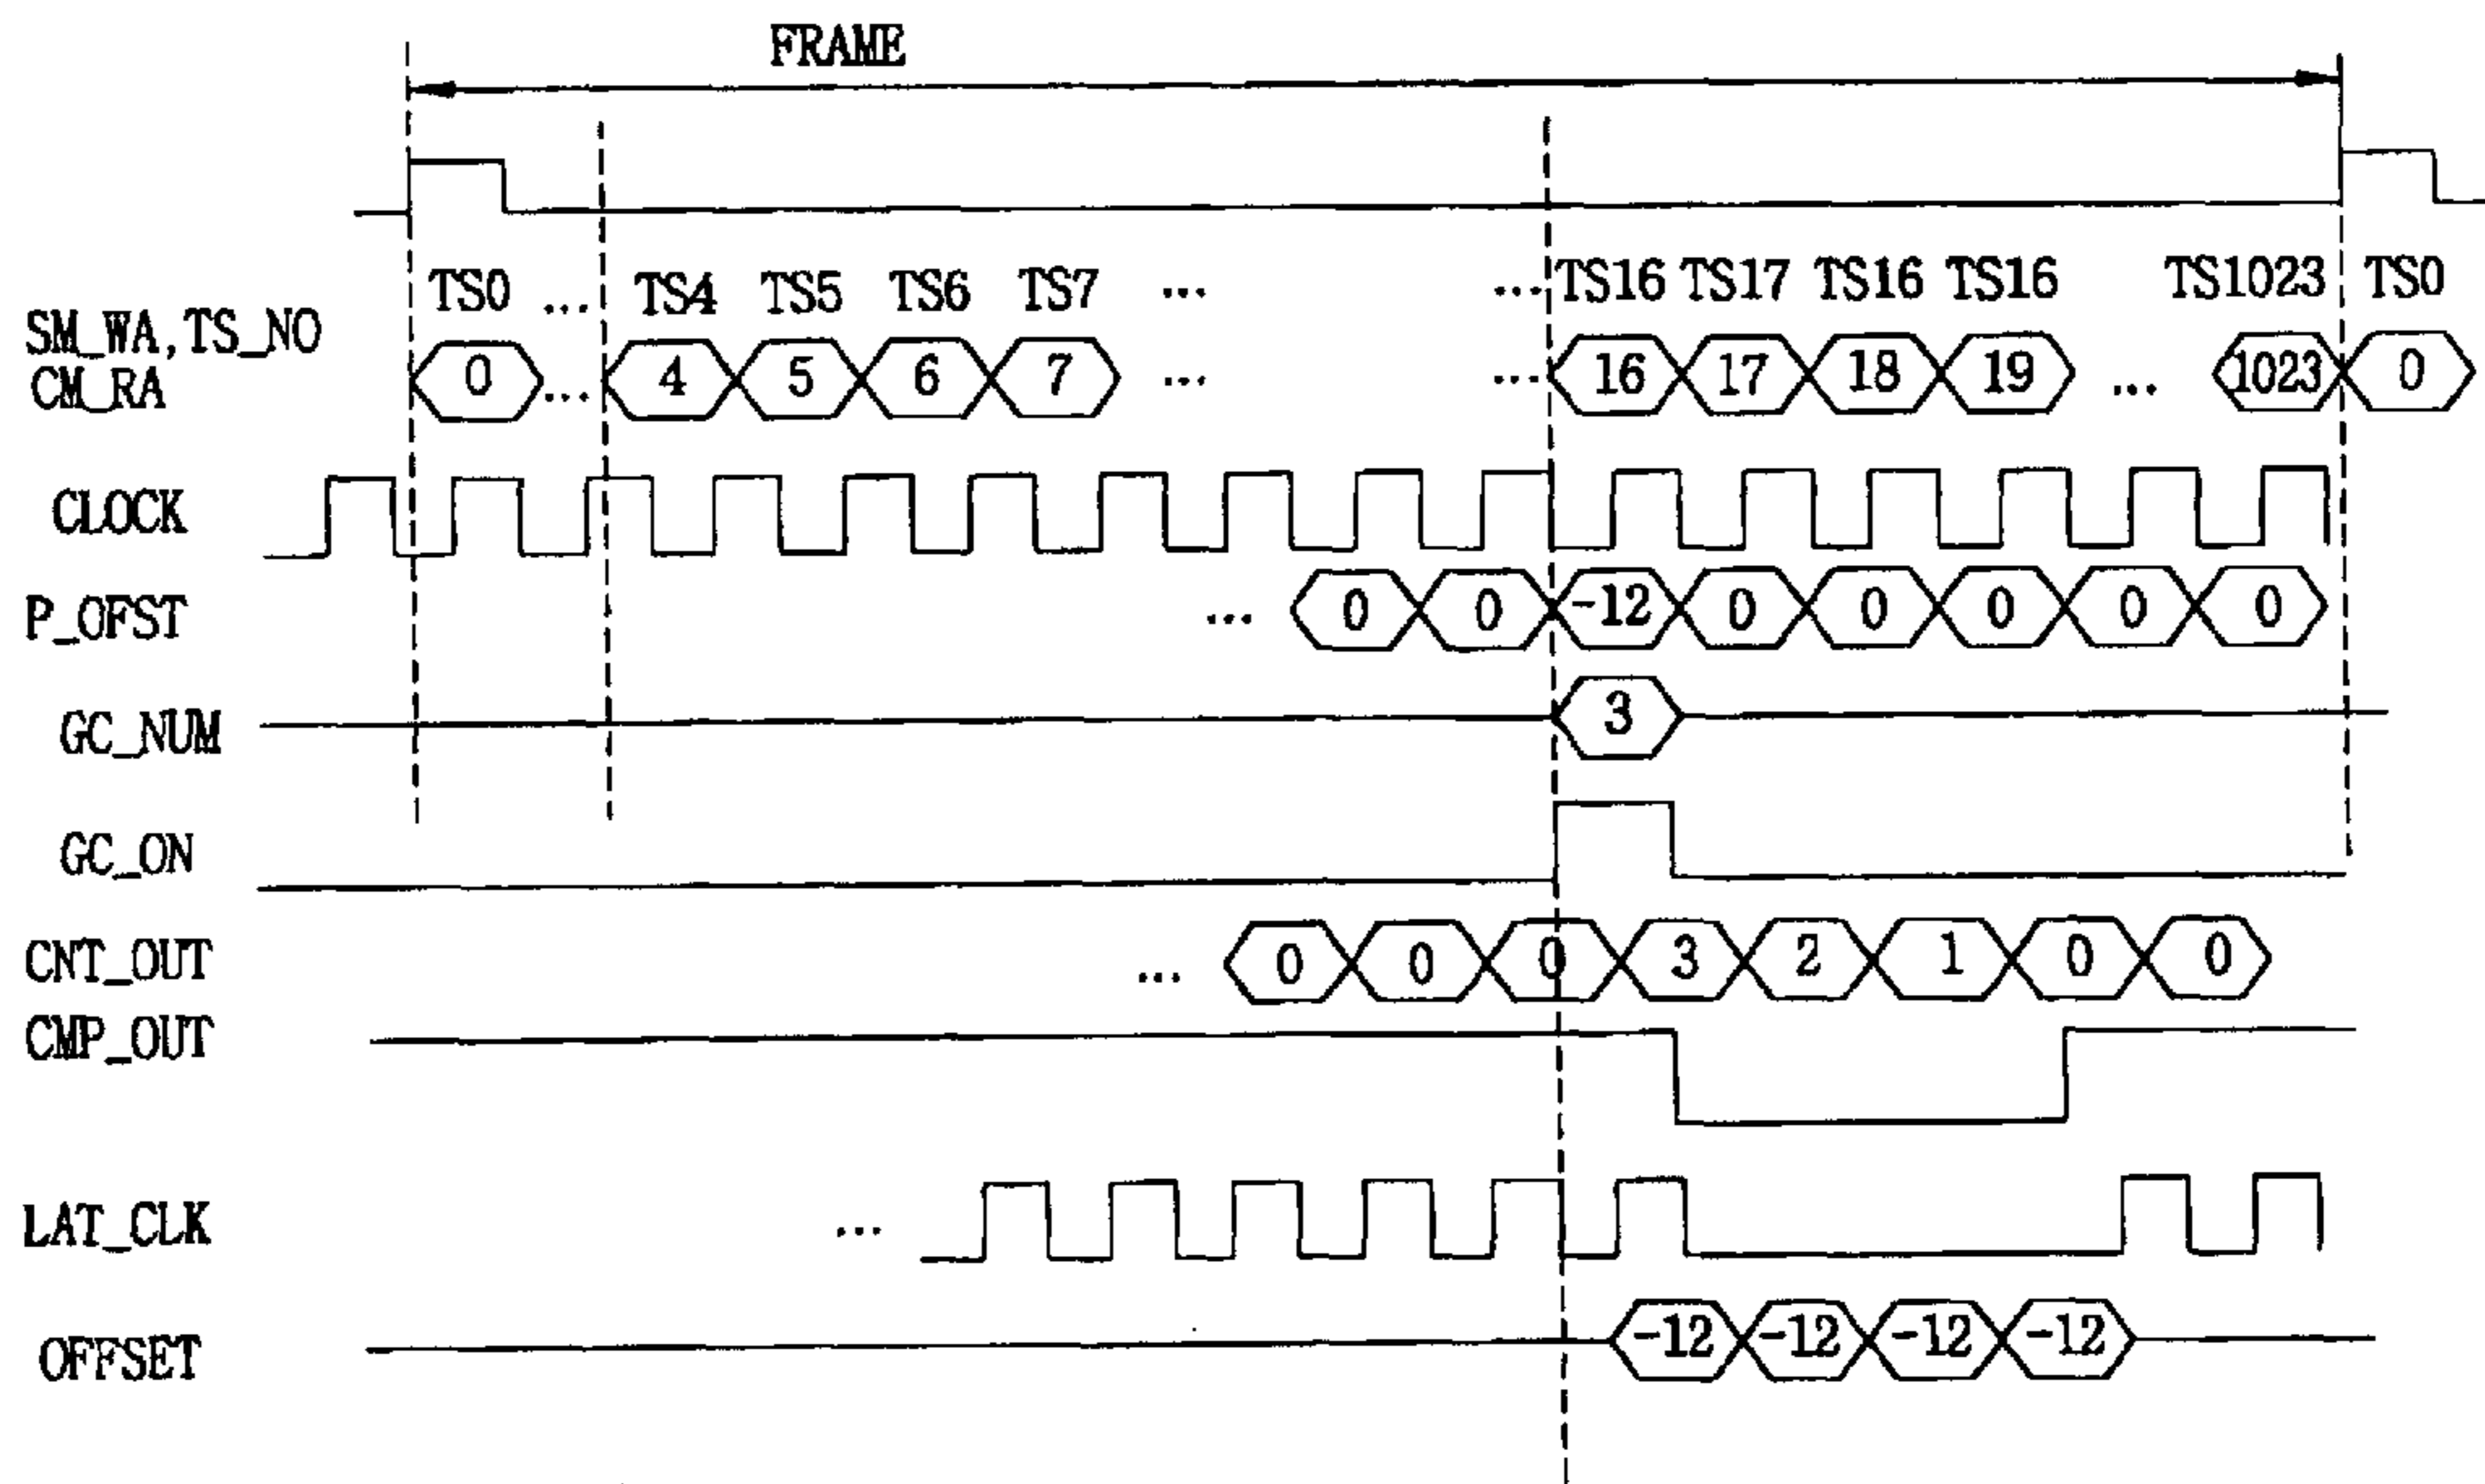 FRAME
TS0 ... TS4 TS5 TS6 TS7 ... ...TS16 TS17 TS16 TS16 TS1023 TS0
SM_WA,TS_NO
CM_RA
0 ... 4 5 6 7 ... ... 16 17 18 19 ... 1023 0
CLOCK
P_OFST ... 0 0 -12 0 0 0 0 0
GC_NUM 3
GC_ON
CNT_OUT ... 0 0 0 3 2 1 0 0
CMP_OUT
LAT_CLK ...
OFFSET -12 -12 -12 -12